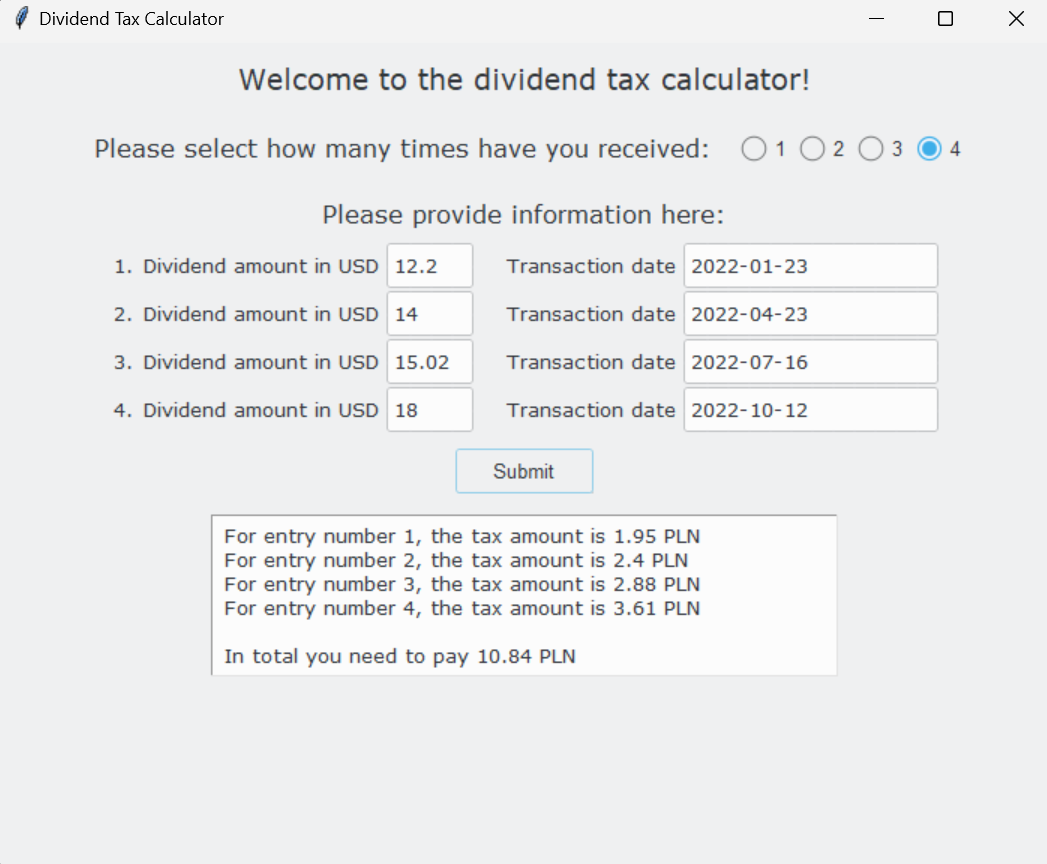 Dividend Tax Calculator
Welcome to the dividend tax calculator!
Please select how many times have you received: 1 2 3 4
Please provide information here:
1. Dividend amount in USD 12.2 Transaction date 2022-01-23
2. Dividend amount in USD 14 Transaction date 2022-04-23
3. Dividend amount in USD 15.02 Transaction date 2022-07-16
4. Dividend amount in USD 18 Transaction date 2022-10-12
Submit
For entry number 1, the tax amount is 1.95 PLN
For entry number 2, the tax amount is 2.4 PLN
For entry number 3, the tax amount is 2.88 PLN
For entry number 4, the tax amount is 3.61 PLN
In total you need to pay 10.84 PLN